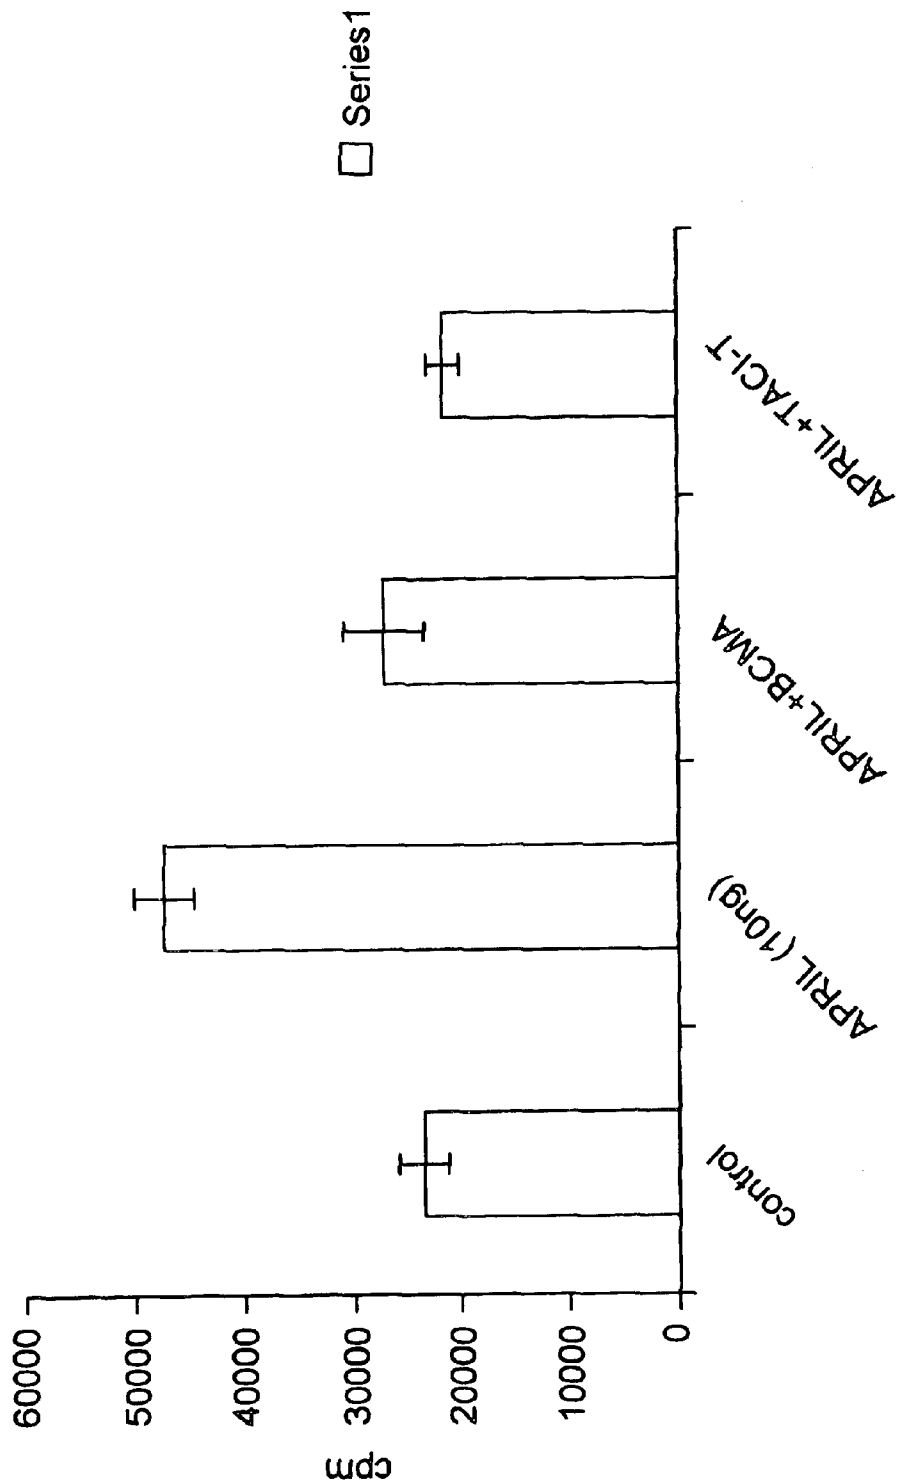 60000
50000
40000
30000
20000
10000
0
cpm
control
APRIL (10ng)
APRIL+BCMA
APRIL+TACI-T
Series1